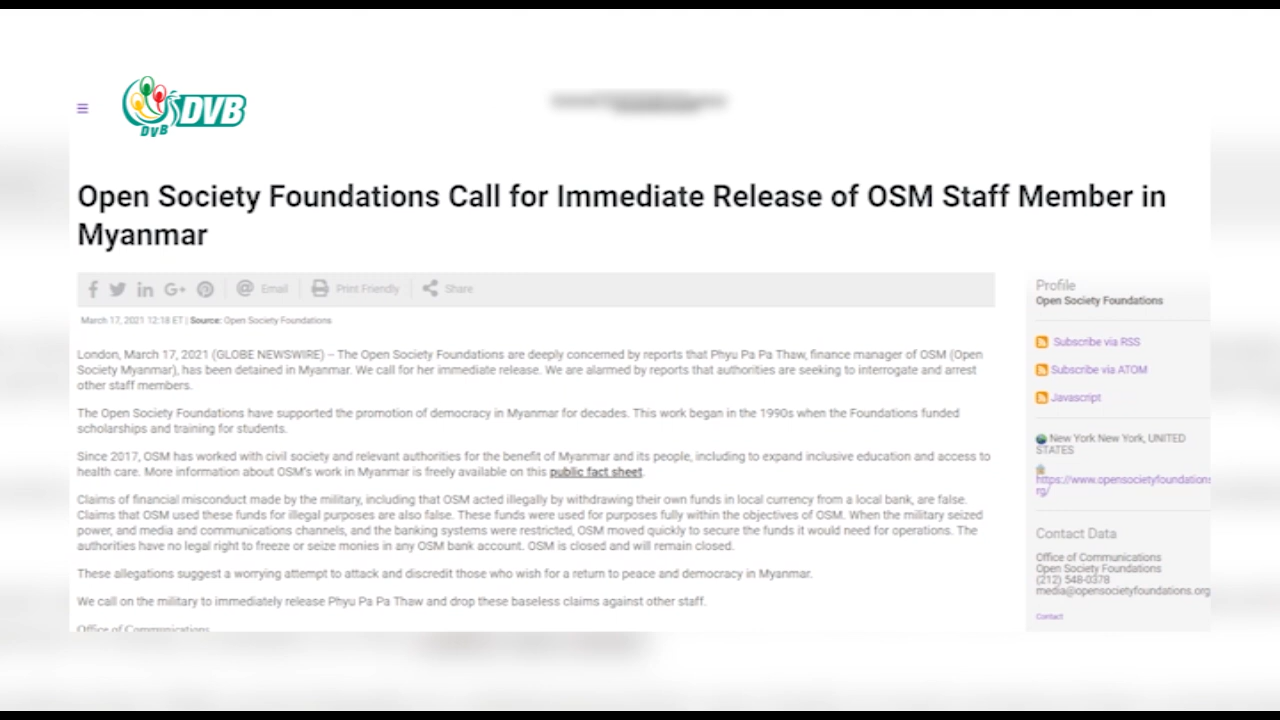 DVB
DVB
Open Society Foundations Call for Immediate Release of OSM Staff Member in
Myanmar
Email
Print Friendly
Share
March 17, 2021 12:18 ET | Source: Open Society Foundations
London, March 17, 2021 (GLOBE NEWSWIRE) -- The Open Society Foundations are deeply concerned by reports that Phyu Pa Pa Thaw, finance manager of OSM (Open
Society Myanmar), has been detained in Myanmar. We call for her immediate release. We are alarmed by reports that authorities are seeking to interrogate and arrest
other staff members.
The Open Society Foundations have supported the promotion of democracy in Myanmar for decades. This work began in the 1990s when the Foundations funded
scholarships and training for students.
Since 2017, OSM has worked with civil society and relevant authorities for the benefit of Myanmar and its people, including to expand inclusive education and access to
health care. More information about OSM's work in Myanmar is freely available on this public fact sheet.
Claims of financial misconduct made by the military, including that OSM acted illegally by withdrawing their own funds in local currency from a local bank, are false.
Claims that OSM used these funds for illegal purposes are also false. These funds were used for purposes fully within the objectives of OSM. When the military seized
power, and media and communications channels, and the banking systems were restricted, OSM moved quickly to secure the funds it would need for operations. The
authorities have no legal right to freeze or seize monies in any OSM bank account. OSM is closed and will remain closed.
These allegations suggest a worrying attempt to attack and discredit those who wish for a return to peace and democracy in Myanmar.
We call on the military to immediately release Phyu Pa Pa Thaw and drop these baseless claims against other staff.
Office of Communications
Profile
Open Society Foundations
Subscribe via RSS
Subscribe via ATOM
Javascript
New York New York, UNITED
STATES
https://www.opensocietyfoundations
rg/
Contact Data
Office of Communications
Open Society Foundations
(212) 548-0378
media@opensocietyfoundations.org
Contact